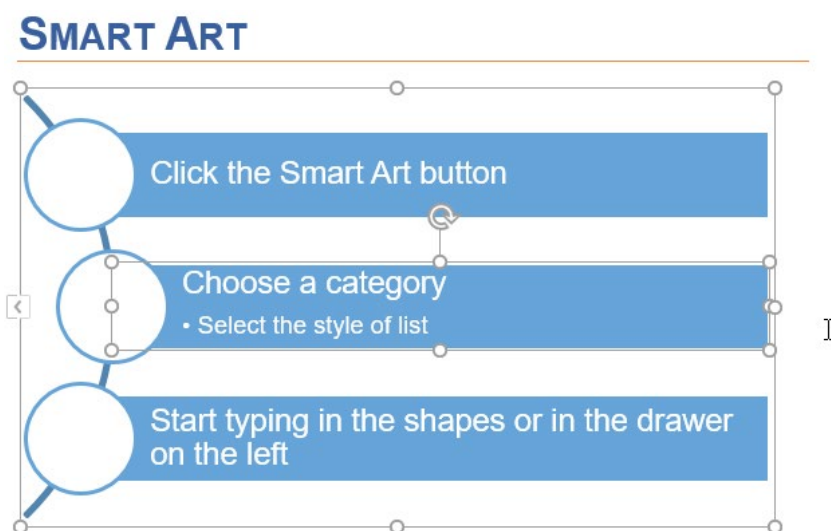 SMART ART
Click the Smart Art button
Choose a category
• Select the style of list
Start typing in the shapes or in the drawer
on the left